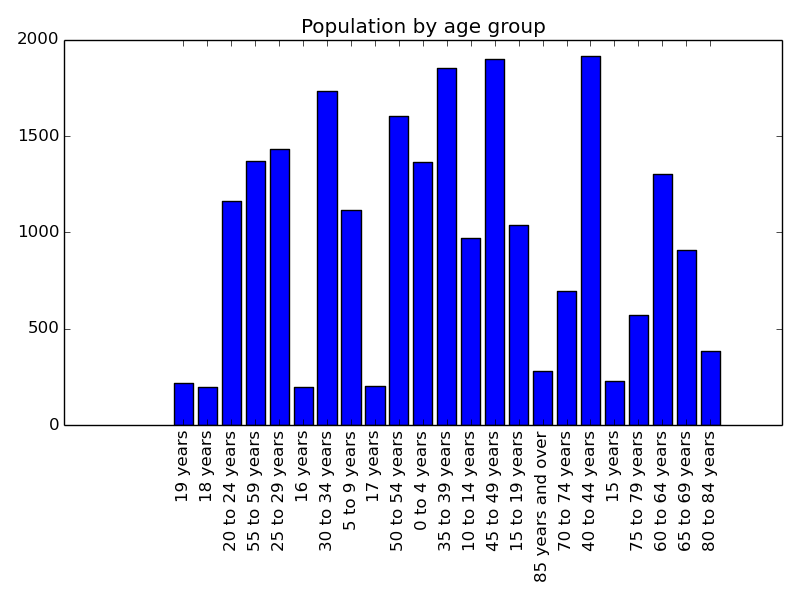 Population by age group
2000
1500
1000
500
0
19 years
18 years
20 to 24 years
55 to 59 years
25 to 29 years
16 years
30 to 34 years
5 to 9 years
17 years
50 to 54 years
0 to 4 years
35 to 39 years
10 to 14 years
45 to 49 years
15 to 19 years
85 years and over
70 to 74 years
40 to 44 years
15 years
75 to 79 years
60 to 64 years
65 to 69 years
80 to 84 years